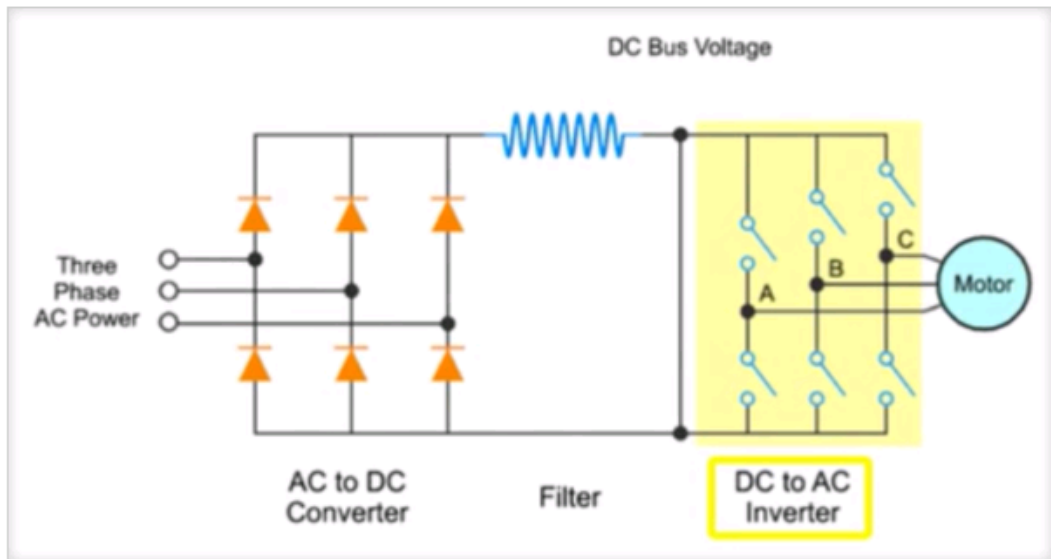 DC Bus Voltage
Three
Phase
AC Power
A
B
C
Motor
AC to DC
Converter
Filter
DC to AC
Inverter